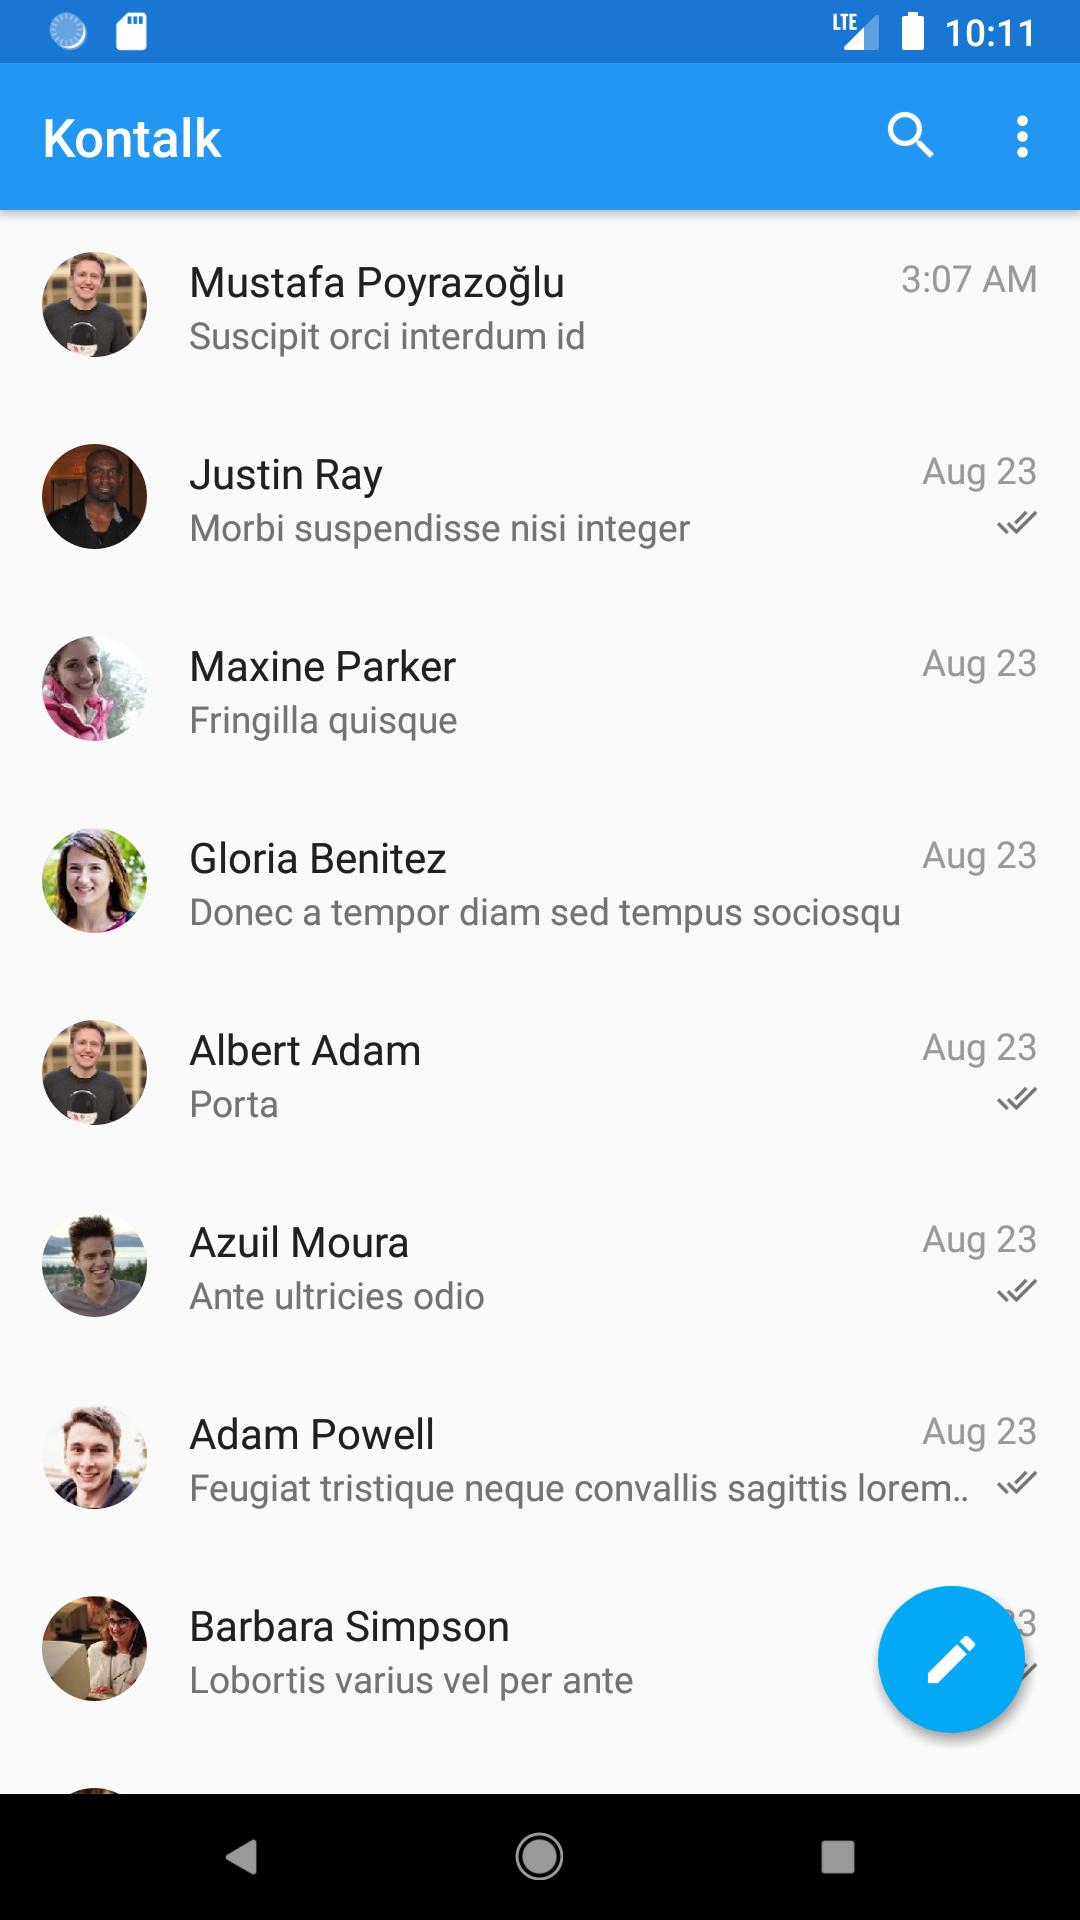 LTE 10:11
Kontalk
Mustafa Poyrazoğlu 3:07 AM
Suscipit orci interdum id
Justin Ray Aug 23
Morbi suspendisse nisi integer
Maxine Parker Aug 23
Fringilla quisque
Gloria Benitez Aug 23
Donec a tempor diam sed tempus sociosqu
Albert Adam Aug 23
Porta
Azuil Moura Aug 23
Ante ultricies odio
Adam Powell Aug 23
Feugiat tristique neque convallis sagittis lorem..
Barbara Simpson
Lobortis varius vel per ante